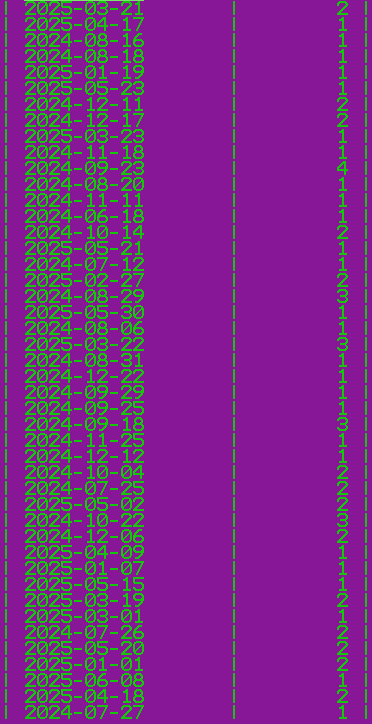 | 2025-03-21 | 2 |
| 2025-04-17 | 1 |
| 2024-08-16 | 1 |
| 2024-08-18 | 1 |
| 2025-01-19 | 1 |
| 2025-05-23 | 1 |
| 2024-12-11 | 2 |
| 2024-12-17 | 2 |
| 2025-03-23 | 1 |
| 2024-11-18 | 1 |
| 2024-09-23 | 4 |
| 2024-08-20 | 1 |
| 2024-11-11 | 1 |
| 2024-06-18 | 1 |
| 2024-10-14 | 2 |
| 2025-05-21 | 1 |
| 2024-07-12 | 1 |
| 2025-02-27 | 2 |
| 2024-08-29 | 3 |
| 2025-05-30 | 1 |
| 2024-08-06 | 1 |
| 2025-03-22 | 3 |
| 2024-08-31 | 1 |
| 2024-12-22 | 1 |
| 2024-09-29 | 1 |
| 2024-09-25 | 1 |
| 2024-09-18 | 3 |
| 2024-11-25 | 1 |
| 2024-12-12 | 1 |
| 2024-10-04 | 2 |
| 2024-07-25 | 2 |
| 2025-05-02 | 2 |
| 2024-10-22 | 3 |
| 2024-12-06 | 2 |
| 2025-04-09 | 1 |
| 2025-01-07 | 1 |
| 2025-05-15 | 1 |
| 2025-03-19 | 2 |
| 2025-03-01 | 1 |
| 2024-07-26 | 2 |
| 2025-05-20 | 2 |
| 2025-01-01 | 2 |
| 2025-06-08 | 1 |
| 2025-04-18 | 2 |
| 2024-07-27 | 1 |